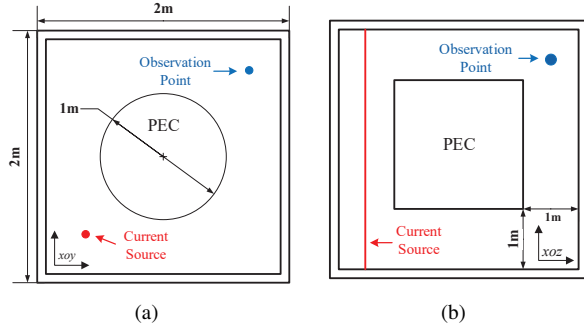 2m
Observation
Point
1m
PEC
2m
Current
Source
xoy
(a)
Observation
Point
PEC
1m
Current
Source
1m
xoz
(b)